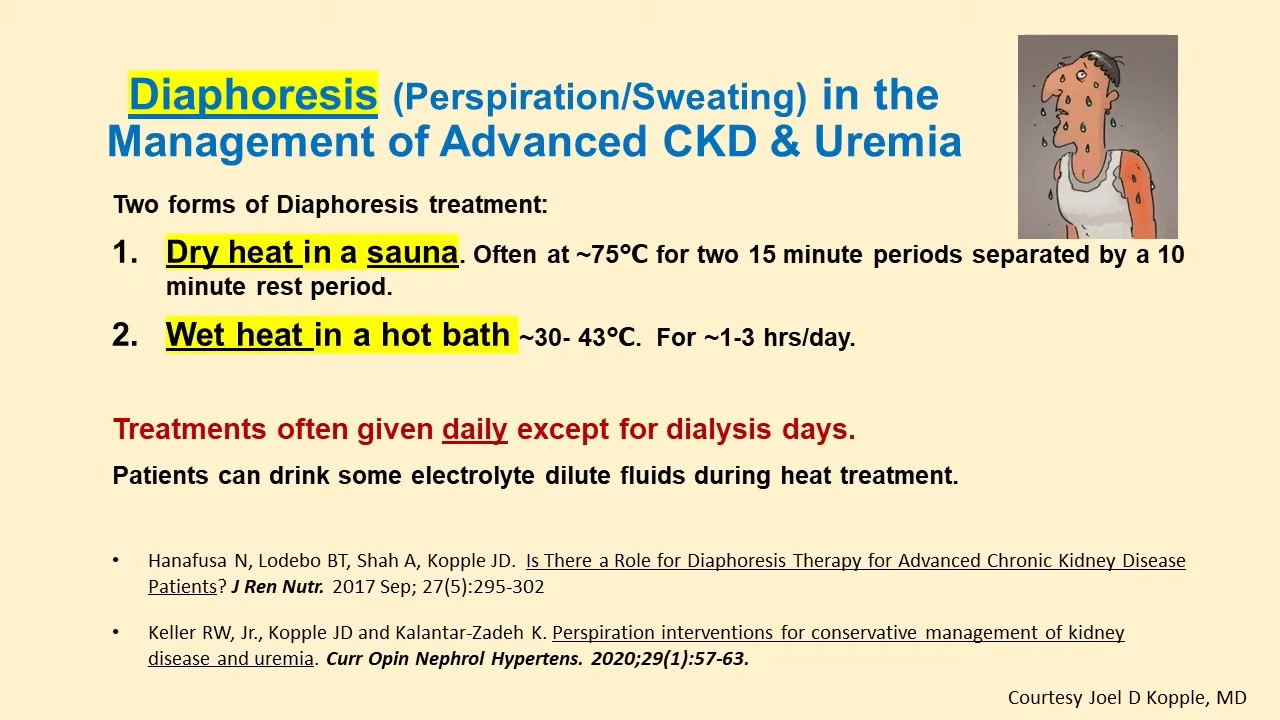 Diaphoresis (Perspiration/Sweating) in the
Management of Advanced CKD & Uremia
Two forms of Diaphoresis treatment:
1. Dry heat in a sauna. Often at ~75℃ for two 15 minute periods separated by a 10
minute rest period.
2. Wet heat in a hot bath ~30- 43℃. For ~1-3 hrs/day.
Treatments often given daily except for dialysis days.
Patients can drink some electrolyte dilute fluids during heat treatment.
• Hanafusa N, Lodebo BT, Shah A, Kopple JD. Is There a Role for Diaphoresis Therapy for Advanced Chronic Kidney Disease
Patients? J Ren Nutr. 2017 Sep; 27(5):295-302
• Keller RW, Jr., Kopple JD and Kalantar-Zadeh K. Perspiration interventions for conservative management of kidney
disease and uremia. Curr Opin Nephrol Hypertens. 2020;29(1):57-63.
Courtesy Joel D Kopple, MD